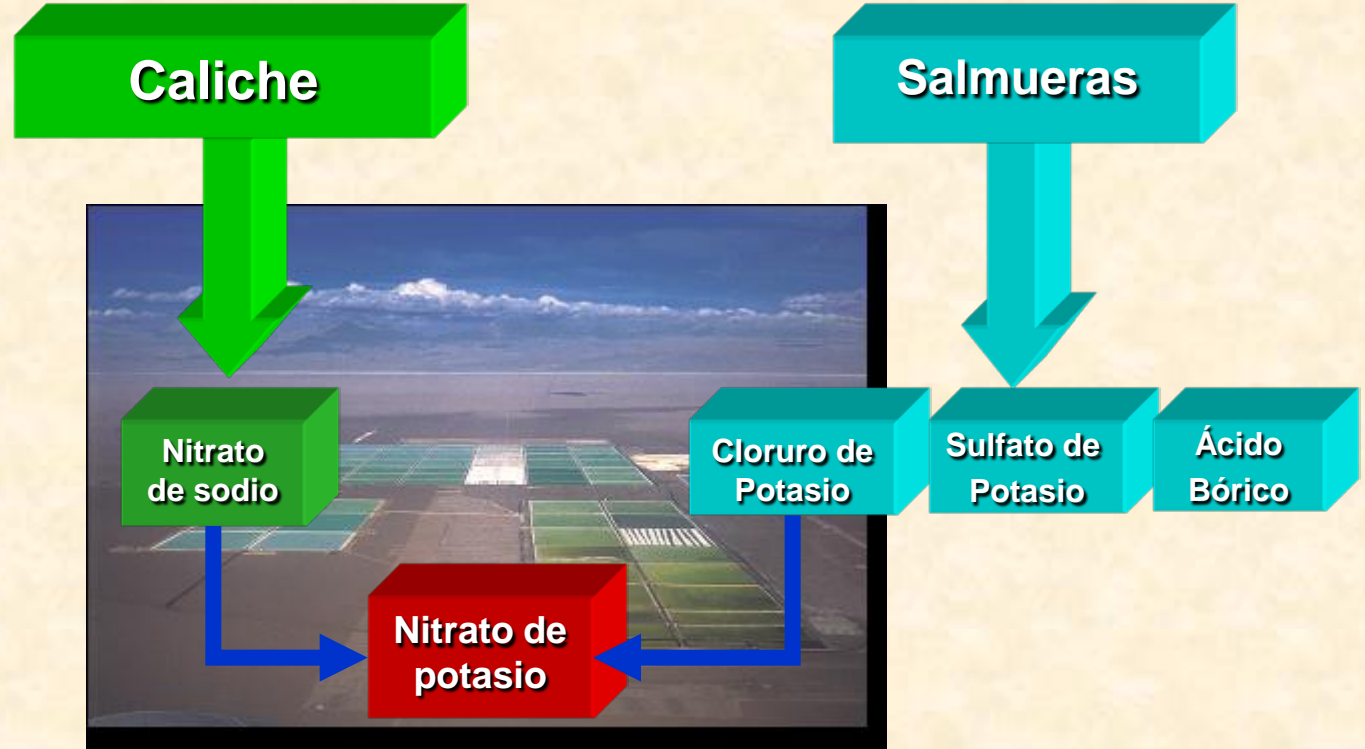 Caliche
Salmueras
Nitrato
de sodio
Cloruro de
Potasio
Sulfato de
Potasio
Ácido
Bórico
Nitrato de
potasio